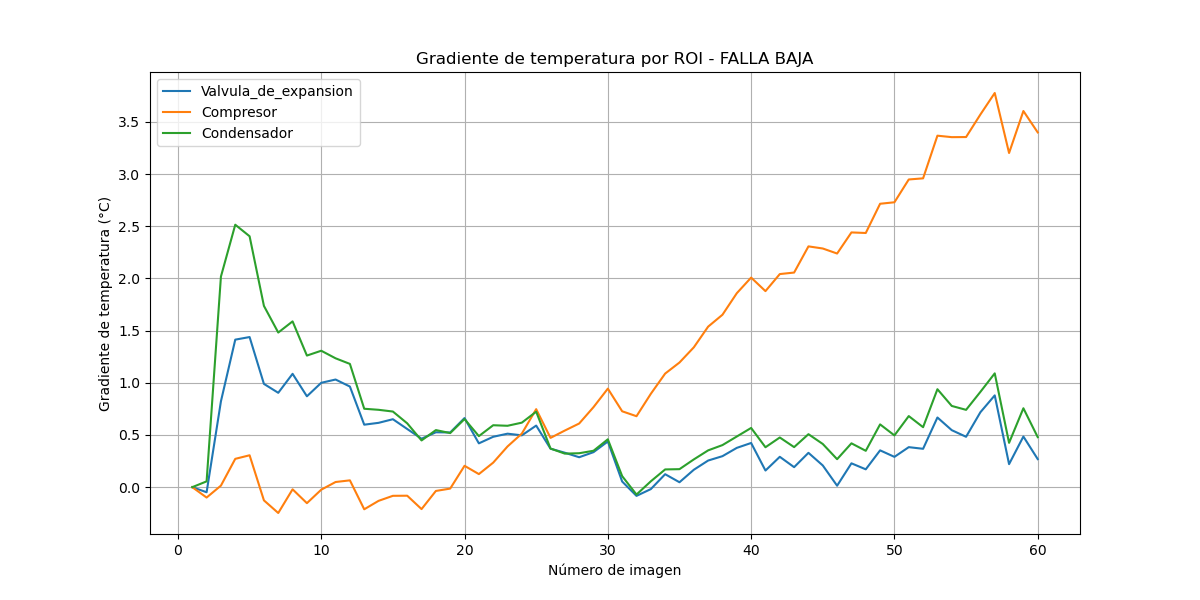 Gradiente de temperatura por ROI - FALLA BAJA
Valvula_de_expansion
Compresor
Condensador
Gradiente de temperatura (°C)
3.5
3.0
2.5
2.0
1.5
1.0
0.5
0.0
0 10 20 30 40 50 60
Número de imagen